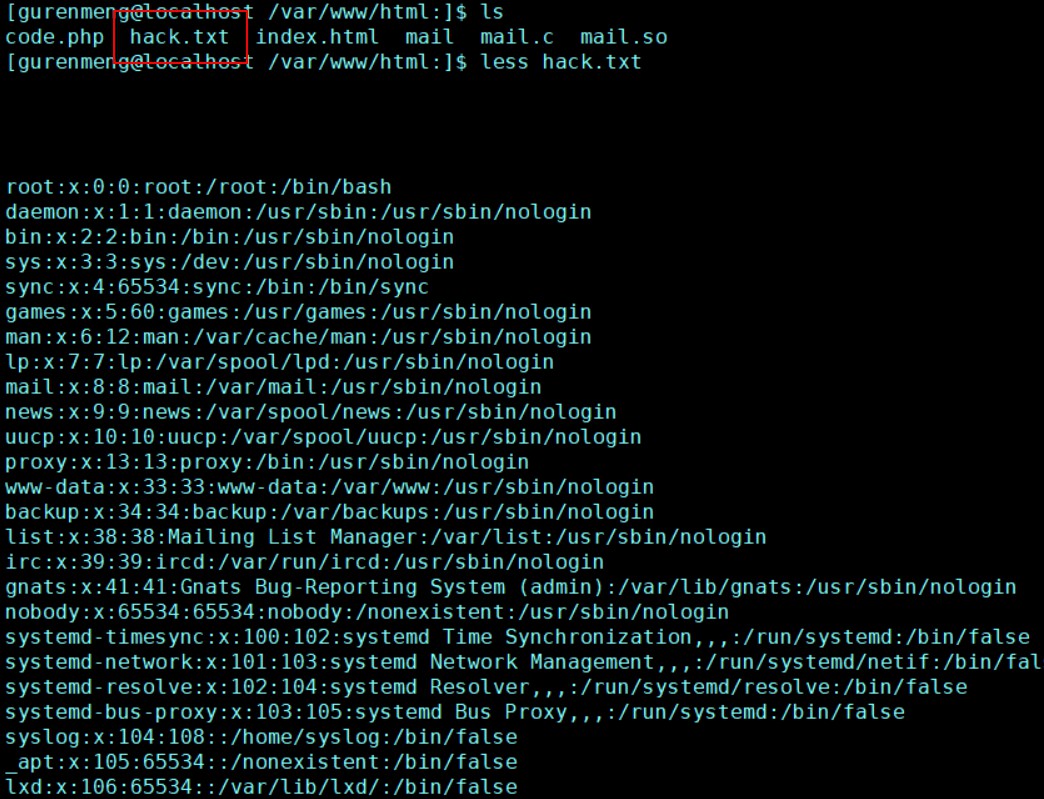 [gurenmeng@localhost /var/www/html:]$ ls
code.php hack.txt index.html mail mail.c mail.so
[gurenmeng@localhost /var/www/html:]$ less hack.txt
root:x:0:0:root:/root:/bin/bash
daemon:x:1:1:daemon:/usr/sbin:/usr/sbin/nologin
bin:x:2:2:bin:/bin:/usr/sbin/nologin
sys:x:3:3:sys:/dev:/usr/sbin/nologin
sync:x:4:65534:sync:/bin:/bin/sync
games:x:5:60:games:/usr/games:/usr/sbin/nologin
man:x:6:12:man:/var/cache/man:/usr/sbin/nologin
lp:x:7:7:lp:/var/spool/lpd:/usr/sbin/nologin
mail:x:8:8:mail:/var/mail:/usr/sbin/nologin
news:x:9:9:news:/var/spool/news:/usr/sbin/nologin
uucp:x:10:10:uucp:/var/spool/uucp:/usr/sbin/nologin
proxy:x:13:13:proxy:/bin:/usr/sbin/nologin
www-data:x:33:33:www-data:/var/www:/usr/sbin/nologin
backup:x:34:34:backup:/var/backups:/usr/sbin/nologin
list:x:38:38:Mailing List Manager:/var/list:/usr/sbin/nologin
irc:x:39:39:ircd:/var/run/ircd:/usr/sbin/nologin
gnats:x:41:41:Gnats Bug-Reporting System (admin):/var/lib/gnats:/usr/sbin/nologin
nobody:x:65534:65534:nobody:/nonexistent:/usr/sbin/nologin
systemd-timesync:x:100:102:systemd Time Synchronization,,,:/run/systemd:/bin/false
systemd-network:x:101:103:systemd Network Management,,,:/run/systemd/netif:/bin/fal
systemd-resolve:x:102:104:systemd Resolver,,,:/run/systemd/resolve:/bin/false
systemd-bus-proxy:x:103:105:systemd Bus Proxy,,,:/run/systemd:/bin/false
syslog:x:104:108::/home/syslog:/bin/false
_apt:x:105:65534::/nonexistent:/bin/false
lxd:x:106:65534::/var/lib/lxd/:/bin/false